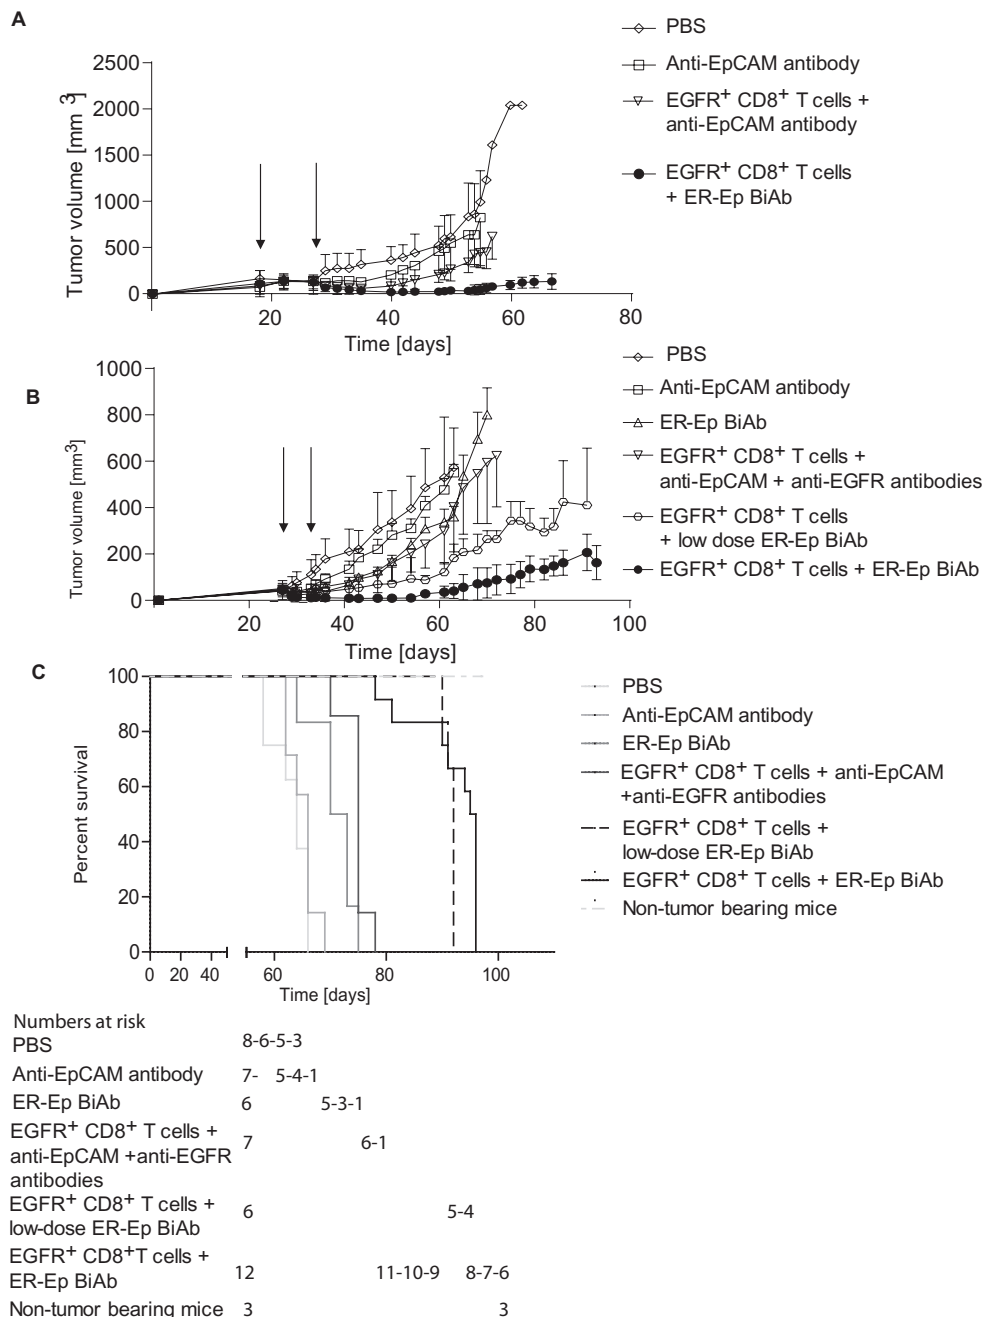 A
PBS
Anti-EpCAM antibody
EGFR+ CD8+ T cells +
anti-EpCAM antibody
EGFR+ CD8+ T cells
+ ER-Ep BiAb
Tumor volume [mm 3]
2500
2000
1500
1000
500
0
20
40
60
80
Time [days]
B
PBS
Anti-EpCAM antibody
ER-Ep BiAb
EGFR+ CD8+ T cells +
anti-EpCAM + anti-EGFR antibodies
EGFR+ CD8+ T cells
+ low dose ER-Ep BiAb
EGFR+ CD8+ T cells + ER-Ep BiAb
Tumor volume [mm3]
1000
800
600
400
200
0
20
40
60
80
100
Time [days]
C
PBS
Anti-EpCAM antibody
ER-Ep BiAb
EGFR+ CD8+ T cells + anti-EpCAM
+anti-EGFR antibodies
EGFR+ CD8+ T cells +
low-dose ER-Ep BiAb
EGFR+ CD8+ T cells + ER-Ep BiAb
Non-tumor bearing mice
Percent survival
100
80
60
40
20
0
0 20 40 60 80 100
Time [days]
Numbers at risk
PBS 8-6-5-3
Anti-EpCAM antibody 7- 5-4-1
ER-Ep BiAb 6 5-3-1
EGFR+ CD8+ T cells +
anti-EpCAM +anti-EGFR 7 6-1
antibodies
EGFR+ CD8+ T cells + 6 5-4
low-dose ER-Ep BiAb
EGFR+ CD8+T cells +
ER-Ep BiAb 12 11-10-9 8-7-6
Non-tumor bearing mice 3 3